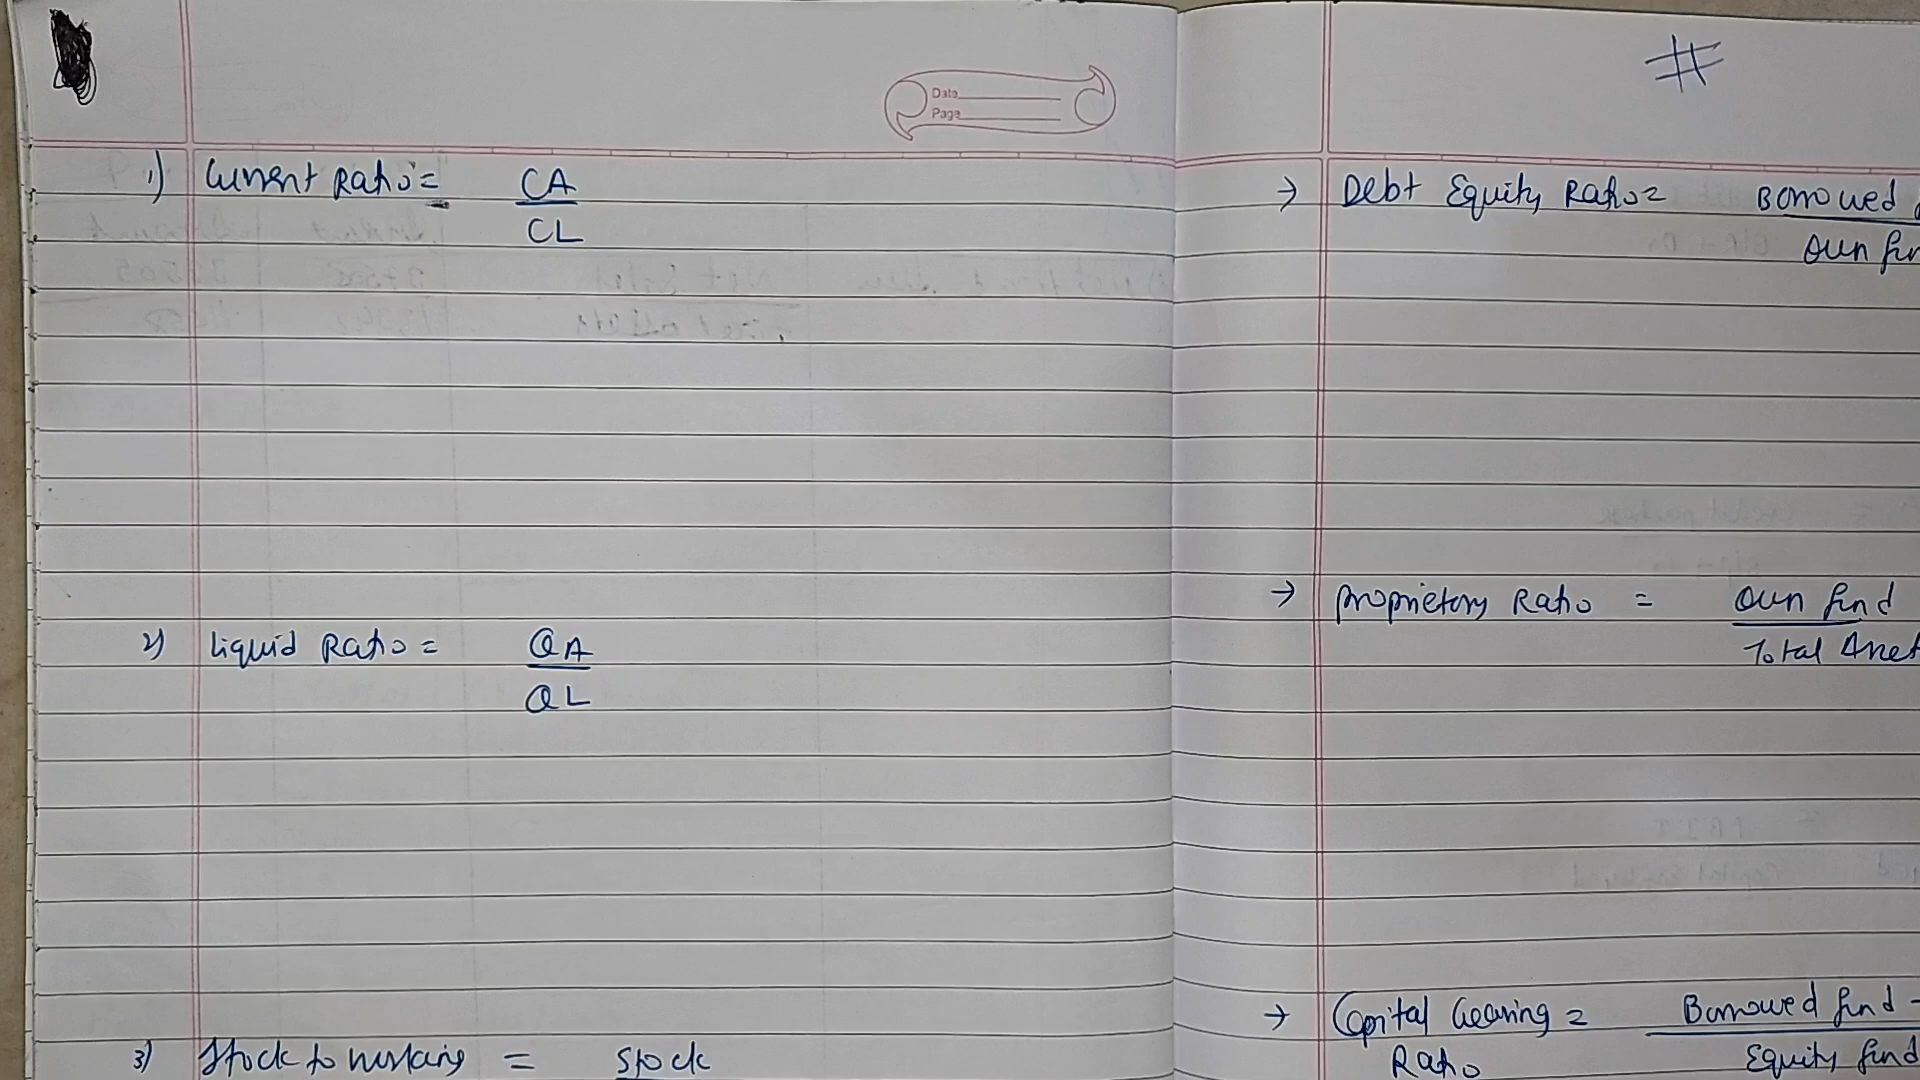 Date
Page
1) Current Ratio = CA
CL
2) Liquid Ratio = QA
QL
3) Stock to working = Stock
#
→ Debt Equity Ratio = Borrowed
Own
→ Proprietory Ratio = Own fund
Total
→ Capital Gearing = Borrowed fund -
Ratio Equity fund